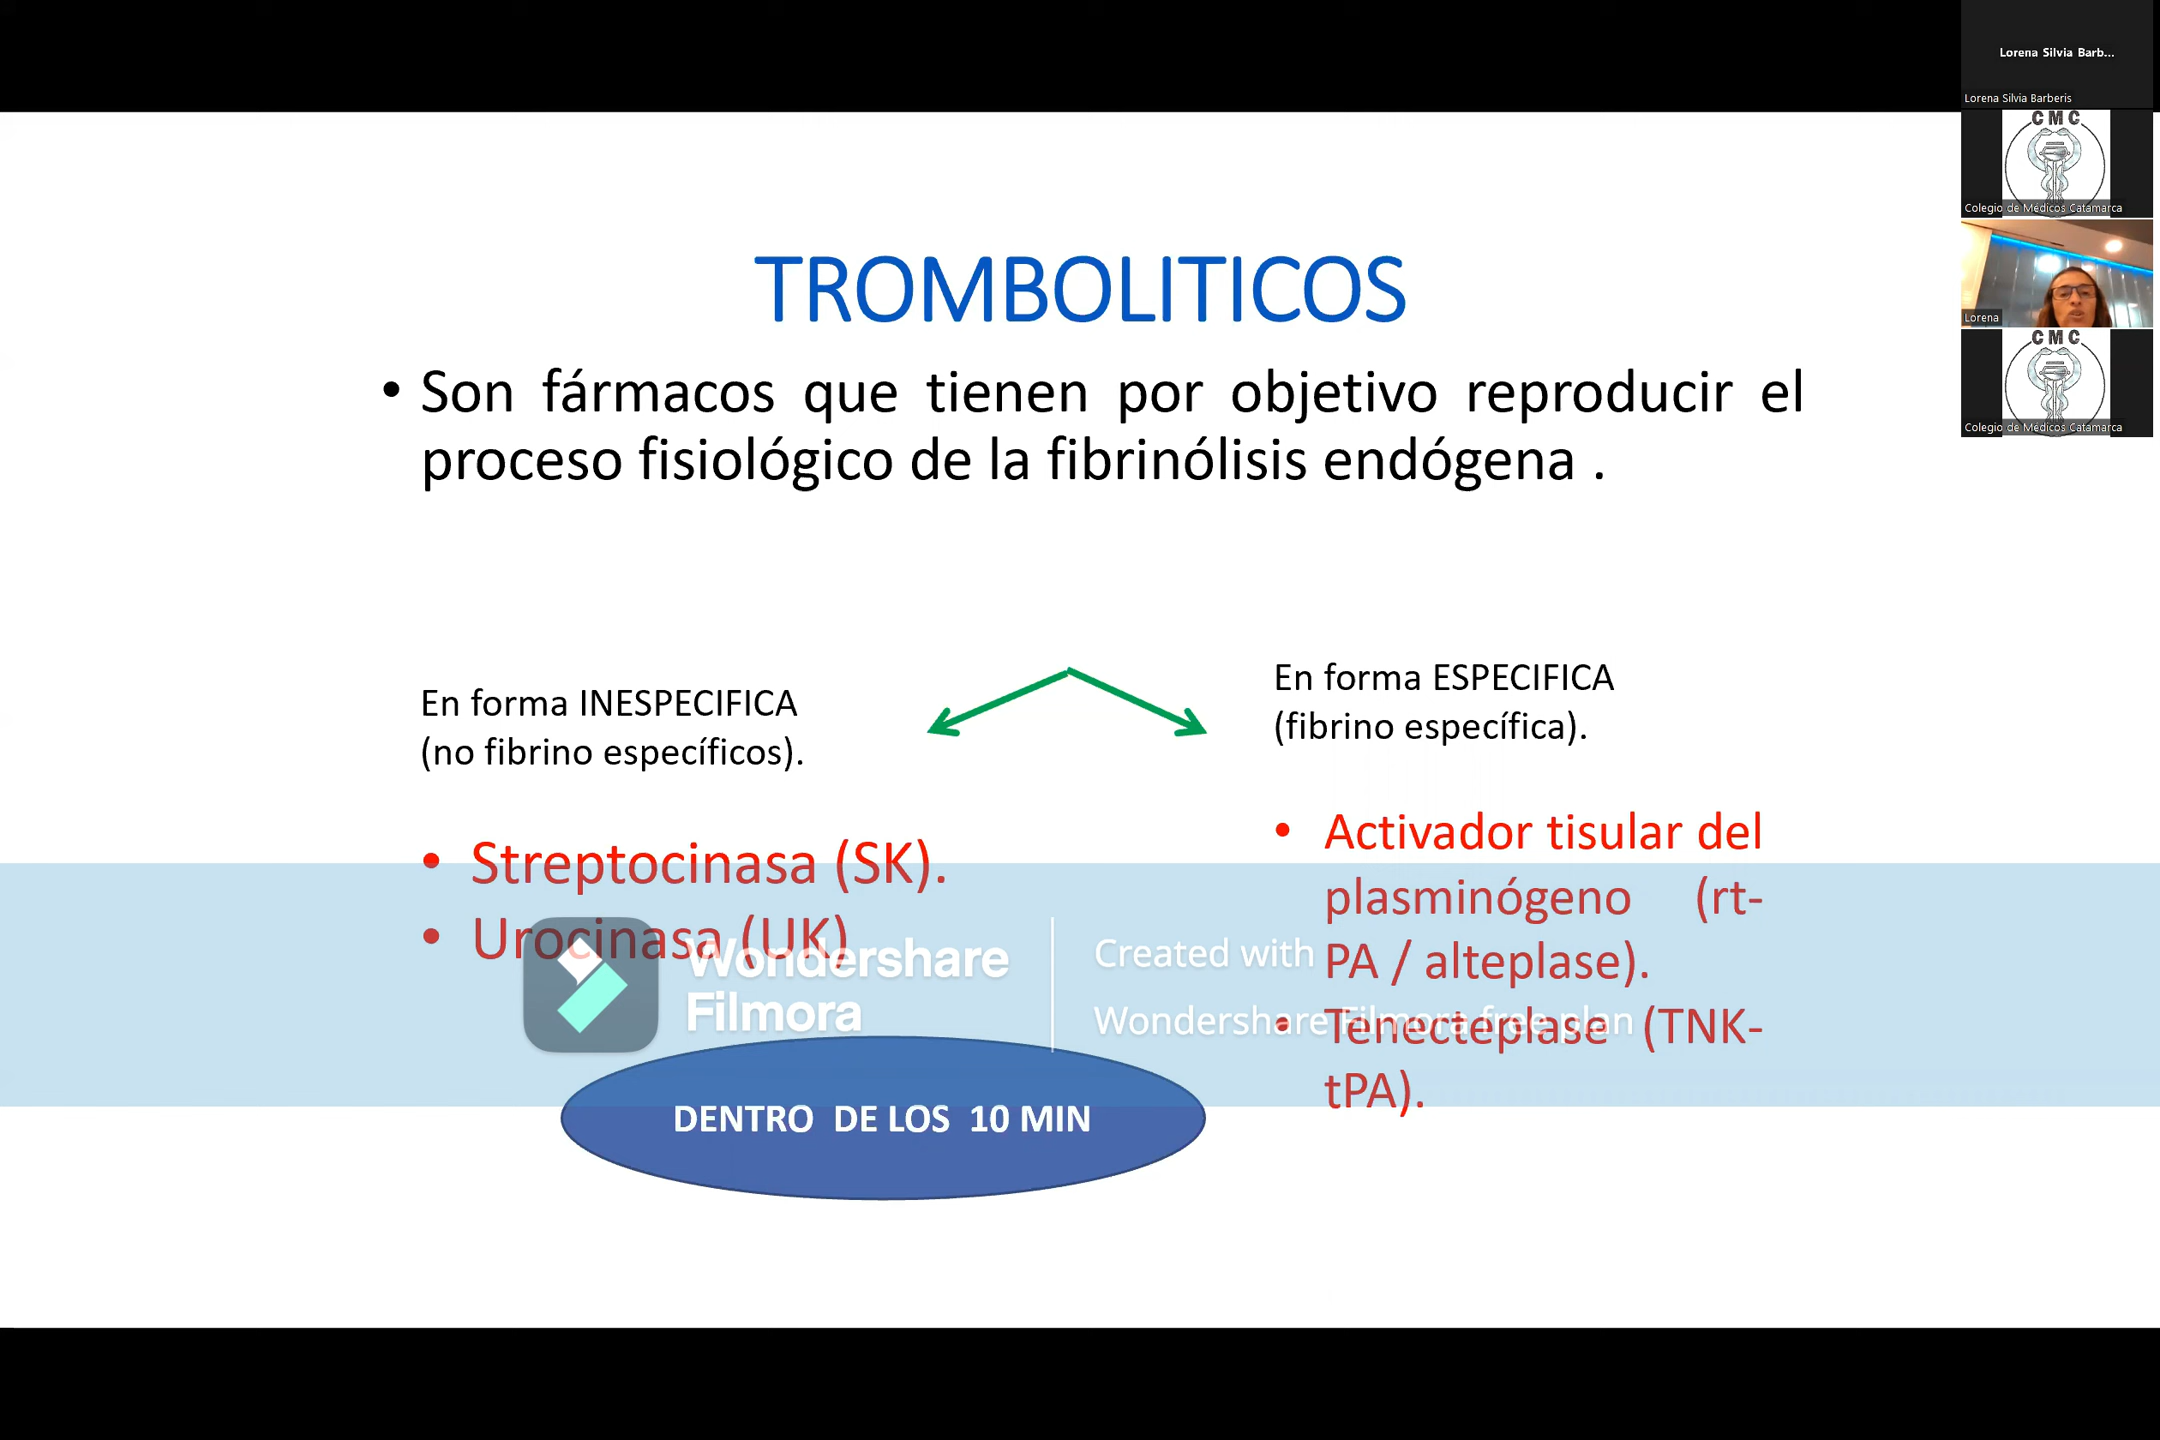 Lorena Silvia Barb...
Lorena Silvia Barberis
C M C
Colegio de Médicos Catamarca
Lorena
C M C
Colegio de Médicos Catamarca
TROMBOLITICOS
• Son fármacos que tienen por objetivo reproducir el
proceso fisiológico de la fibrinólisis endógena .
En forma INESPECIFICA
(no fibrino específicos).
• Streptocinasa (SK).
• Urocinasa (UK)
En forma ESPECIFICA
(fibrino específica).
• Activador tisular del
plasminógeno (rt-
PA / alteplase).
• Tenecteplase (TNK-
tPA).
Wondershare
Filmora
Created with
Wondershare Filmora free plan
DENTRO DE LOS 10 MIN